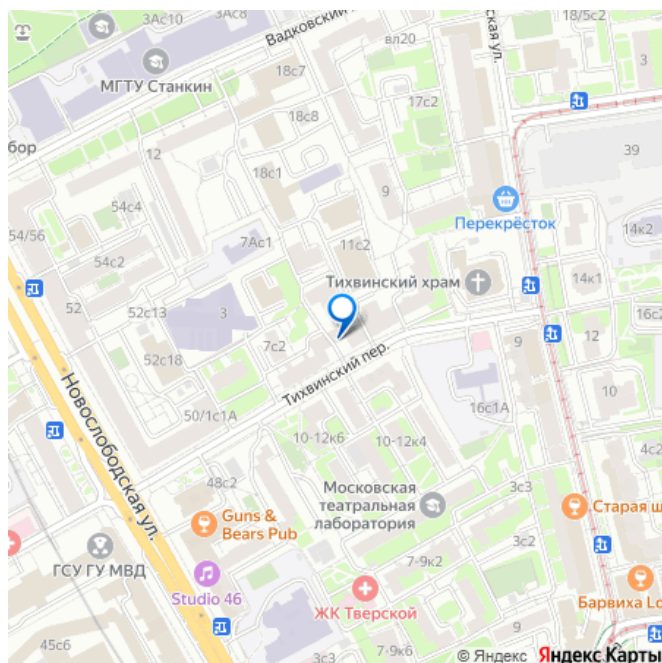 3Ас10
3Ас8
Вадковский
вл20
ская ул.
18/5с2
3
МГТУ Станкин
18с7
17с2
бор
18с8
12
39
18с1
9
9
Перекрёсток
54с4
54/56
7Ас1
11с2
14к2
54с2
Тихвинский храм
14к1
52
52с13
3
16с2
12
52с18
7с2
9
Тихвинский пер.
10
16с1А
50/1с1А
Новослободская ул.
10-12к6
10-12к4
4с2
48с2
3с3
Московская
театральная
лаборатория
Guns &
Bears Pub
Старая ш
3с2
ГСУ ГУ МВД
7-9к2
Studio 46
ЖК Тверской
Барвиха Lo
45с6
9
9
7-9к1
3с3
© Яндекс Яндекс Карты